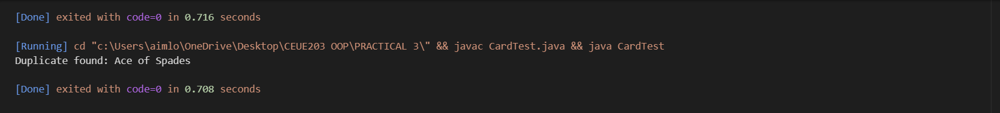 [Done] exited with code=0 in 0.716 seconds
[Running] cd "c:\Users\aimlo\OneDrive\Desktop\CEUE203 OOP\PRACTICAL 3\" && javac CardTest.java && java CardTest
Duplicate found: Ace of Spades
[Done] exited with code=0 in 0.708 seconds